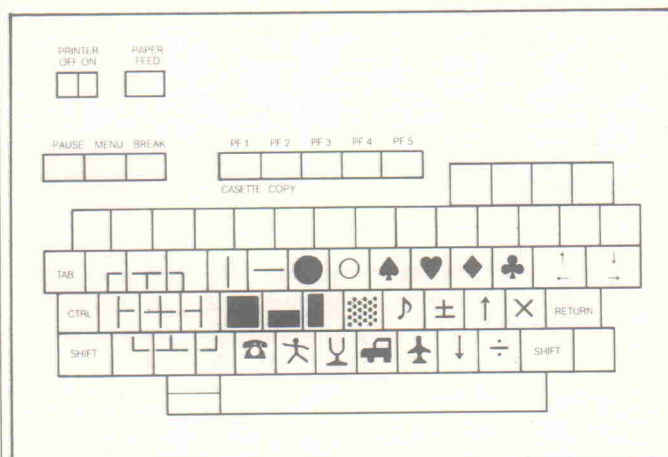 PRINTER PAPER
OFF ON FEED
PAUSE MENU BREAK PF 1 PF 2 PF 3 PF 4 PF 5
CASETTE COPY
TAB ↑ ↓
← →
CTRL ± ↑ × RETURN
SHIFT ↓ ÷ SHIFT